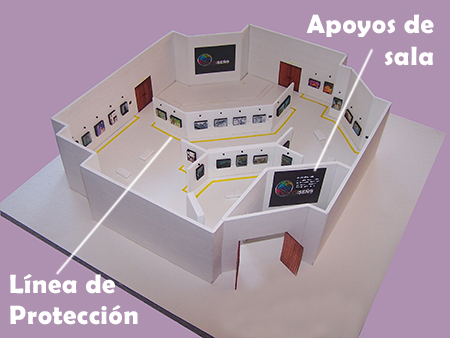 Apoyos de
sala
Línea de
Protección